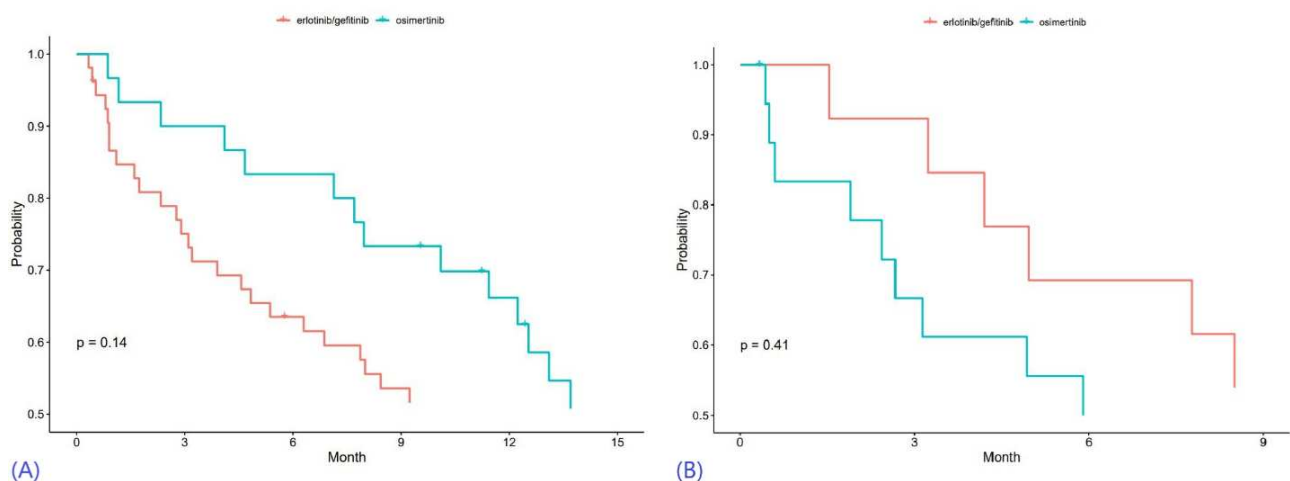 erlotinib/gefitinib osimertinib
1.0
0.9
0.8
0.7
0.6
0.5
Probability
p = 0.14
0 3 6 9 12 15
Month
(A)
erlotinib/gefitinib osimertinib
1.0
0.9
0.8
0.7
0.6
0.5
Probability
p = 0.41
0 3 6 9
Month
(B)